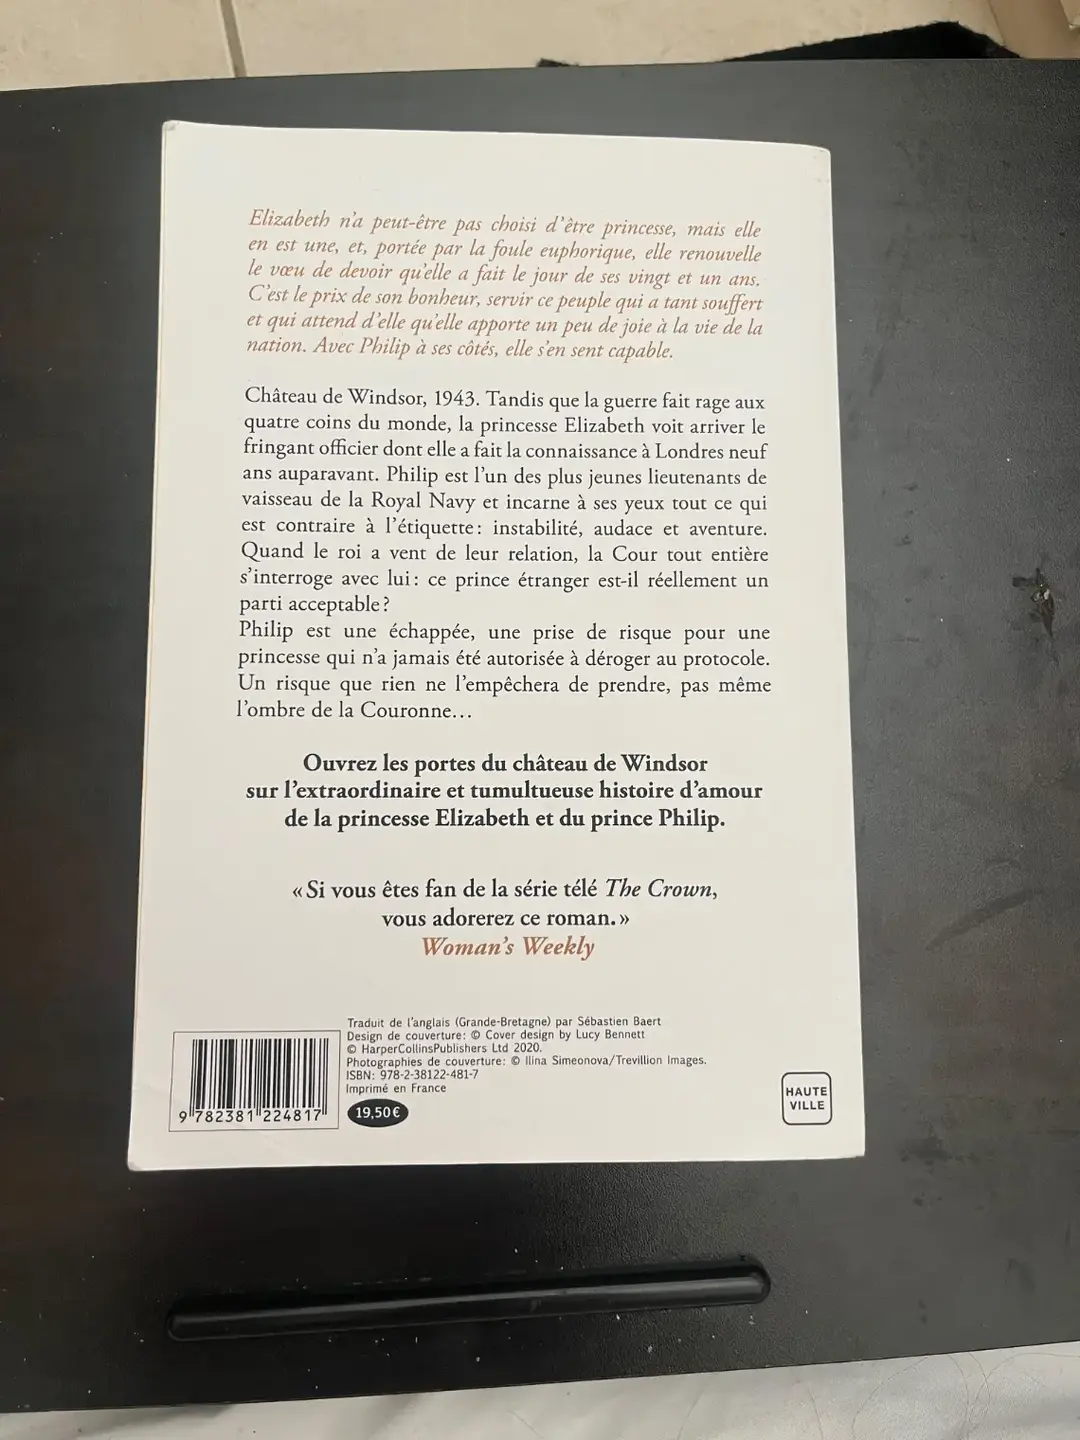 Elizabeth n'a peut-être pas choisi d'être princesse, mais elle
en est une, et, portée par la foule euphorique, elle renouvelle
le vœu de devoir qu'elle a fait le jour de ses vingt et un ans.
C'est le prix de son bonheur, servir ce peuple qui a tant souffert
et qui attend d'elle qu'elle apporte un peu de joie à la vie de la
nation. Avec Philip à ses côtés, elle s'en sent capable.
Château de Windsor, 1943. Tandis que la guerre fait rage aux
quatre coins du monde, la princesse Elizabeth voit arriver le
fringant officier dont elle a fait la connaissance à Londres neuf
ans auparavant. Philip est l'un des plus jeunes lieutenants de
vaisseau de la Royal Navy et incarne à ses yeux tout ce qui
est contraire à l'étiquette : instabilité, audace et aventure.
Quand le roi a vent de leur relation, la Cour tout entière
s'interroge avec lui : ce prince étranger est-il réellement un
parti acceptable ?
Philip est une échappée, une prise de risque pour une
princesse qui n'a jamais été autorisée à déroger au protocole.
Un risque que rien ne l'empêchera de prendre, pas même
l'ombre de la Couronne…
Ouvrez les portes du château de Windsor
sur l'extraordinaire et tumultueuse histoire d'amour
de la princesse Elizabeth et du prince Philip.
« Si vous êtes fan de la série télé The Crown,
vous adorerez ce roman. »
Woman's Weekly
Traduit de l'anglais (Grande-Bretagne) par Sébastien Baert
Design de couverture : © Cover design by Lucy Bennett
© HarperCollinsPublishers Ltd 2020.
Photographies de couverture : © Ilina Simeonova/Trevillion Images.
ISBN : 978-2-38122-481-7
Imprimé en France
19,50 €
9 782381 224817
HAUTE
VILLE